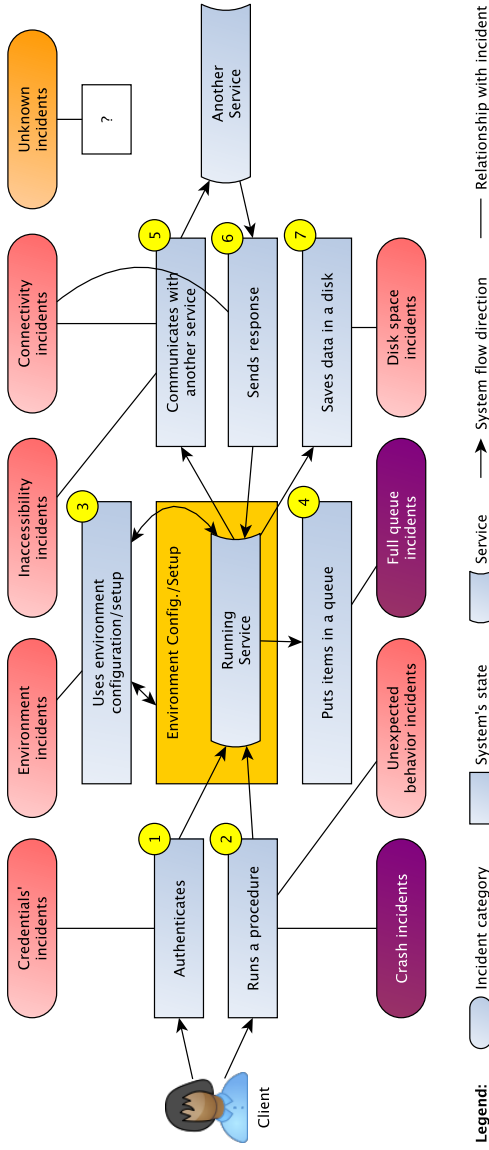 Credentials'
incidents
Environment
incidents
Inaccessibility
incidents
Connectivity
incidents
Unknown
incidents
?
Uses environment
configuration/setup
3
Authenticates
1
Environment Config./Setup
Communicates with
another service
5
Another
Service
Client
Runs a procedure
2
Running
Service
Sends response
6
Puts items in a queue
4
Saves data in a disk
7
Crash incidents
Unexpected
behavior incidents
Full queue
incidents
Disk space
incidents
Legend:
Incident category
System's state
Service
System flow direction
Relationship with incident